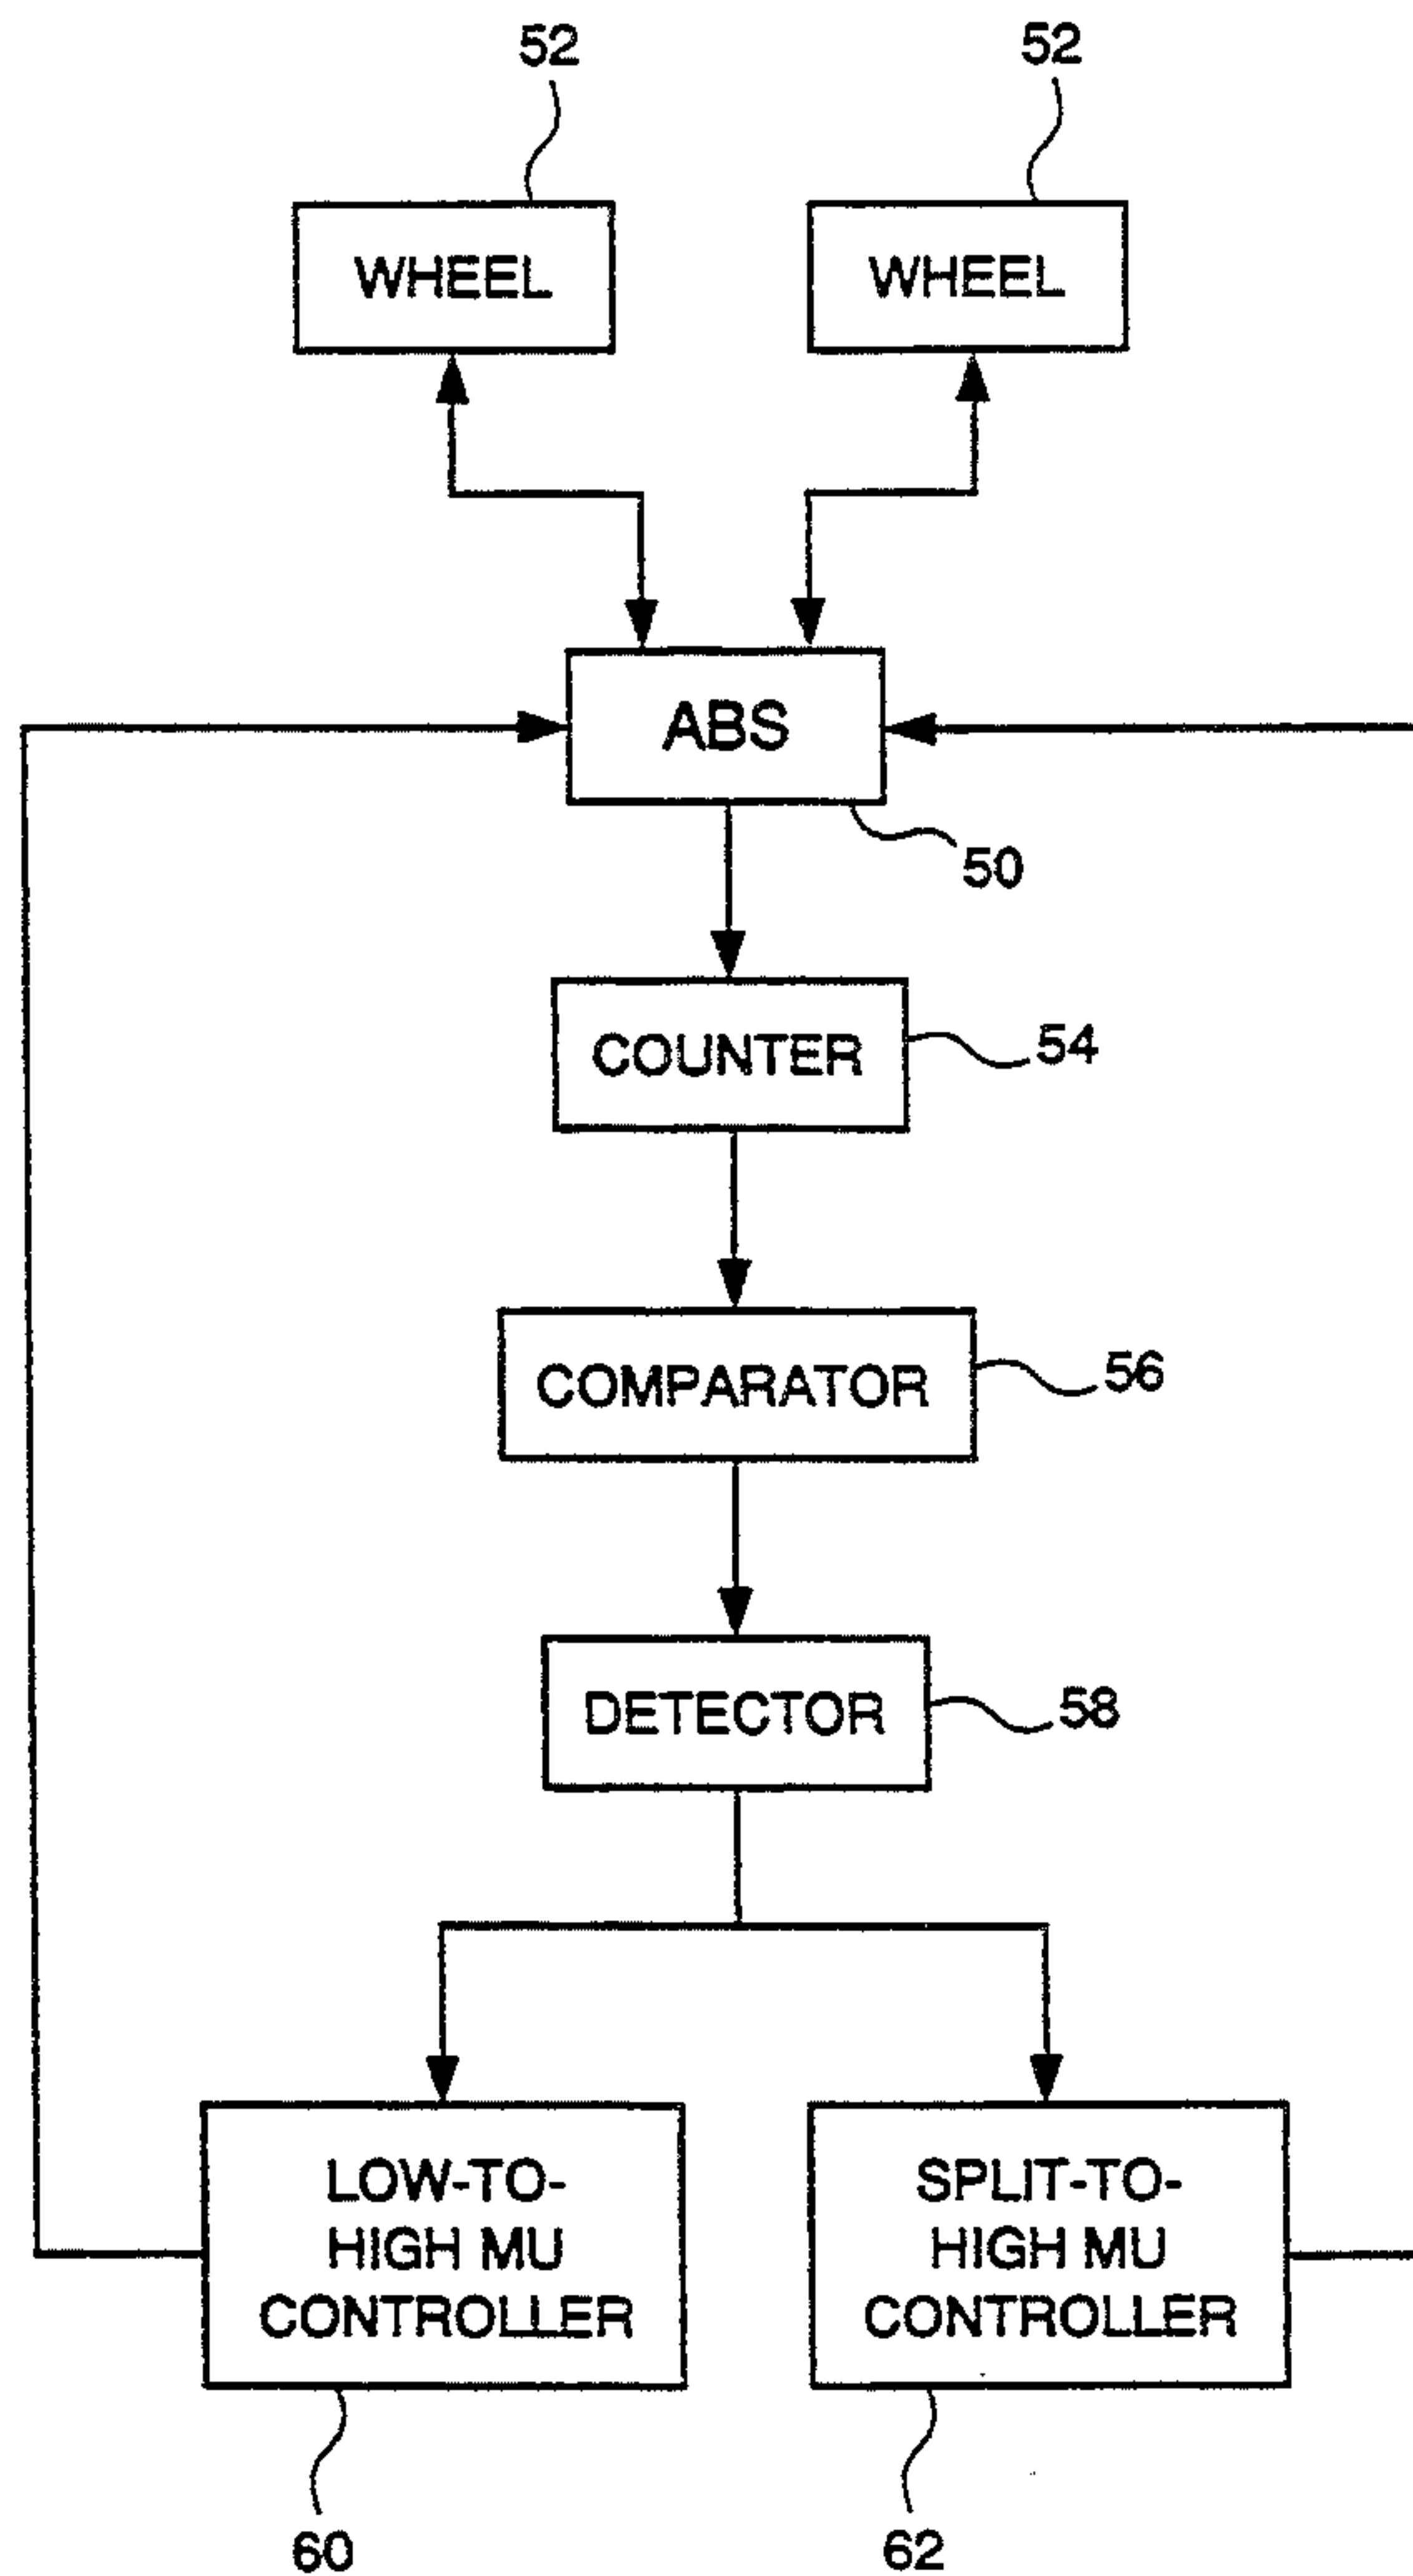 52
52
WHEEL
WHEEL
ABS
50
COUNTER
54
COMPARATOR
56
DETECTOR
58
LOW-TO-
HIGH MU
CONTROLLER
SPLIT-TO-
HIGH MU
CONTROLLER
60
62